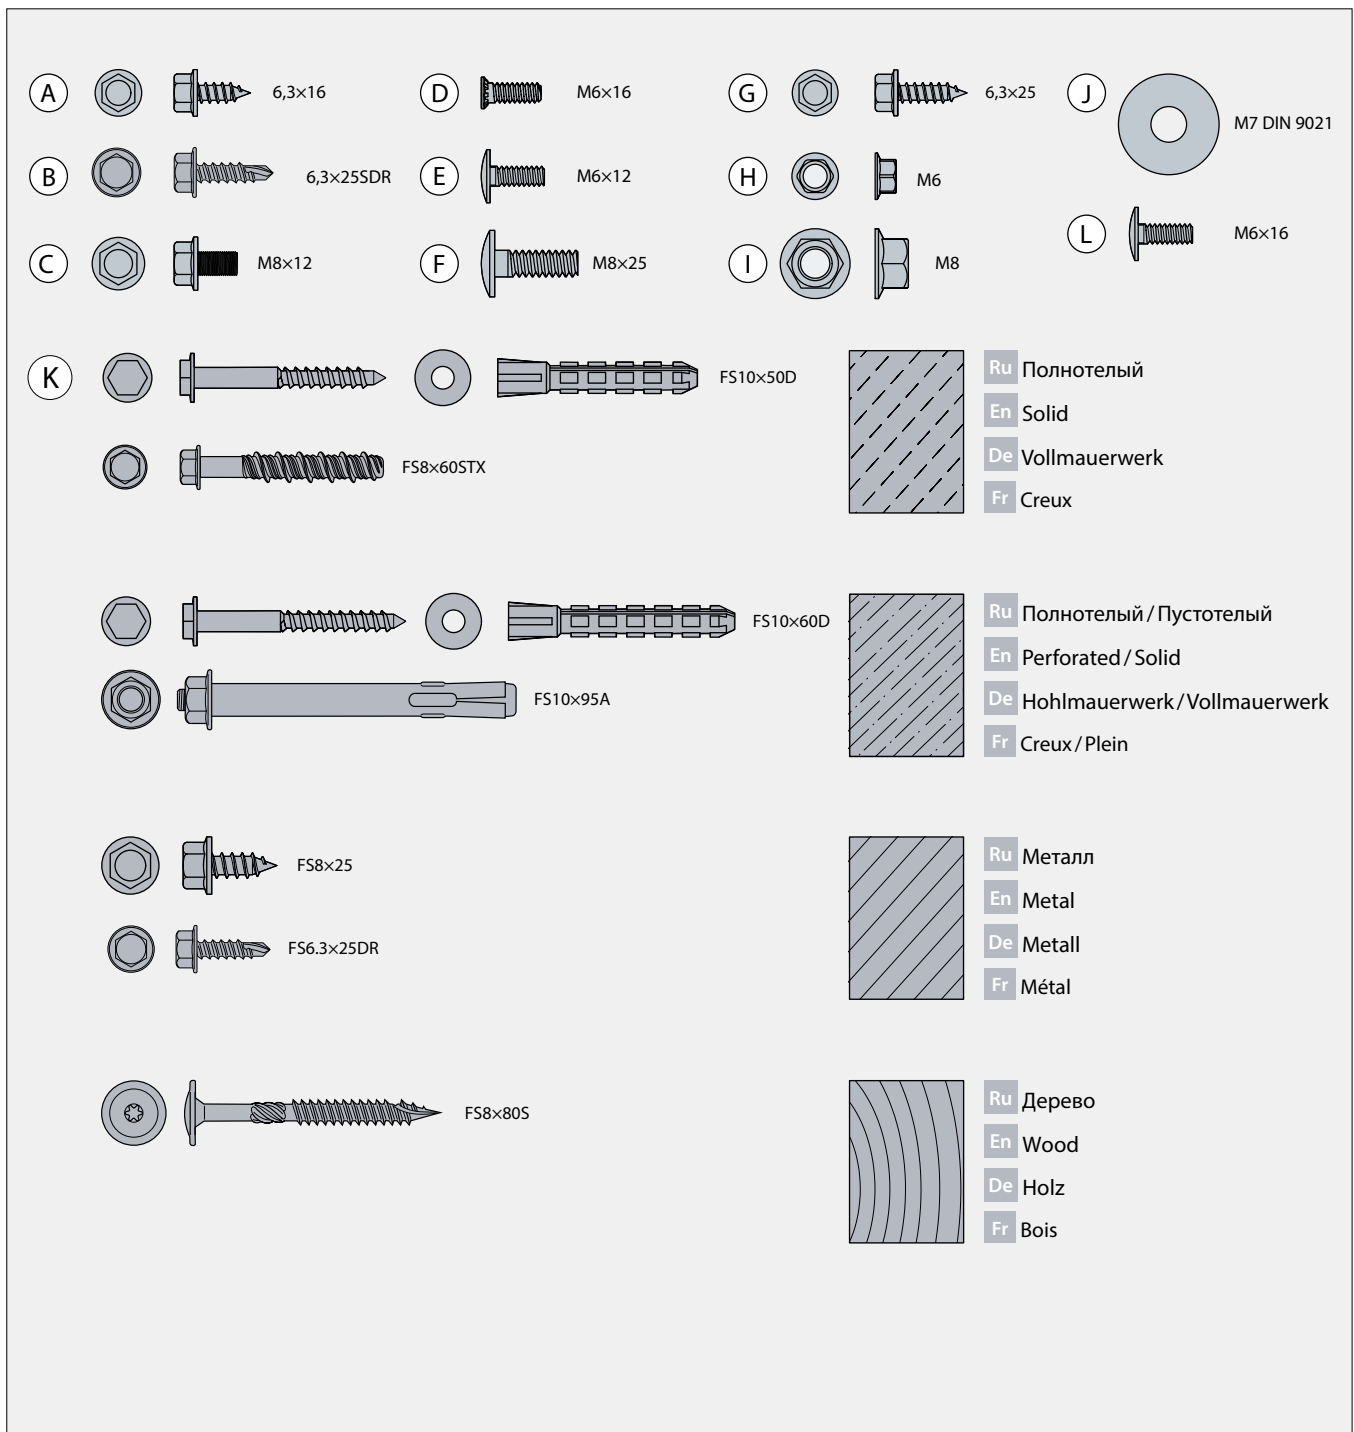 A 6,3×16
D M6×16
G 6,3×25
J M7 DIN 9021
B 6,3×25SDR
E M6×12
H M6
C M8×12
F M8×25
I M8
L M6×16
K FS10×50D
FS8×60STX
Ru Полнотелый
En Solid
De Vollmauerwerk
Fr Creux
FS10×60D
FS10×95A
Ru Полнотелый / Пустотелый
En Perforated / Solid
De Hohlmauerwerk / Vollmauerwerk
Fr Creux / Plein
FS8×25
FS6.3×25DR
Ru Металл
En Metal
De Metall
Fr Métal
FS8×80S
Ru Дерево
En Wood
De Holz
Fr Bois